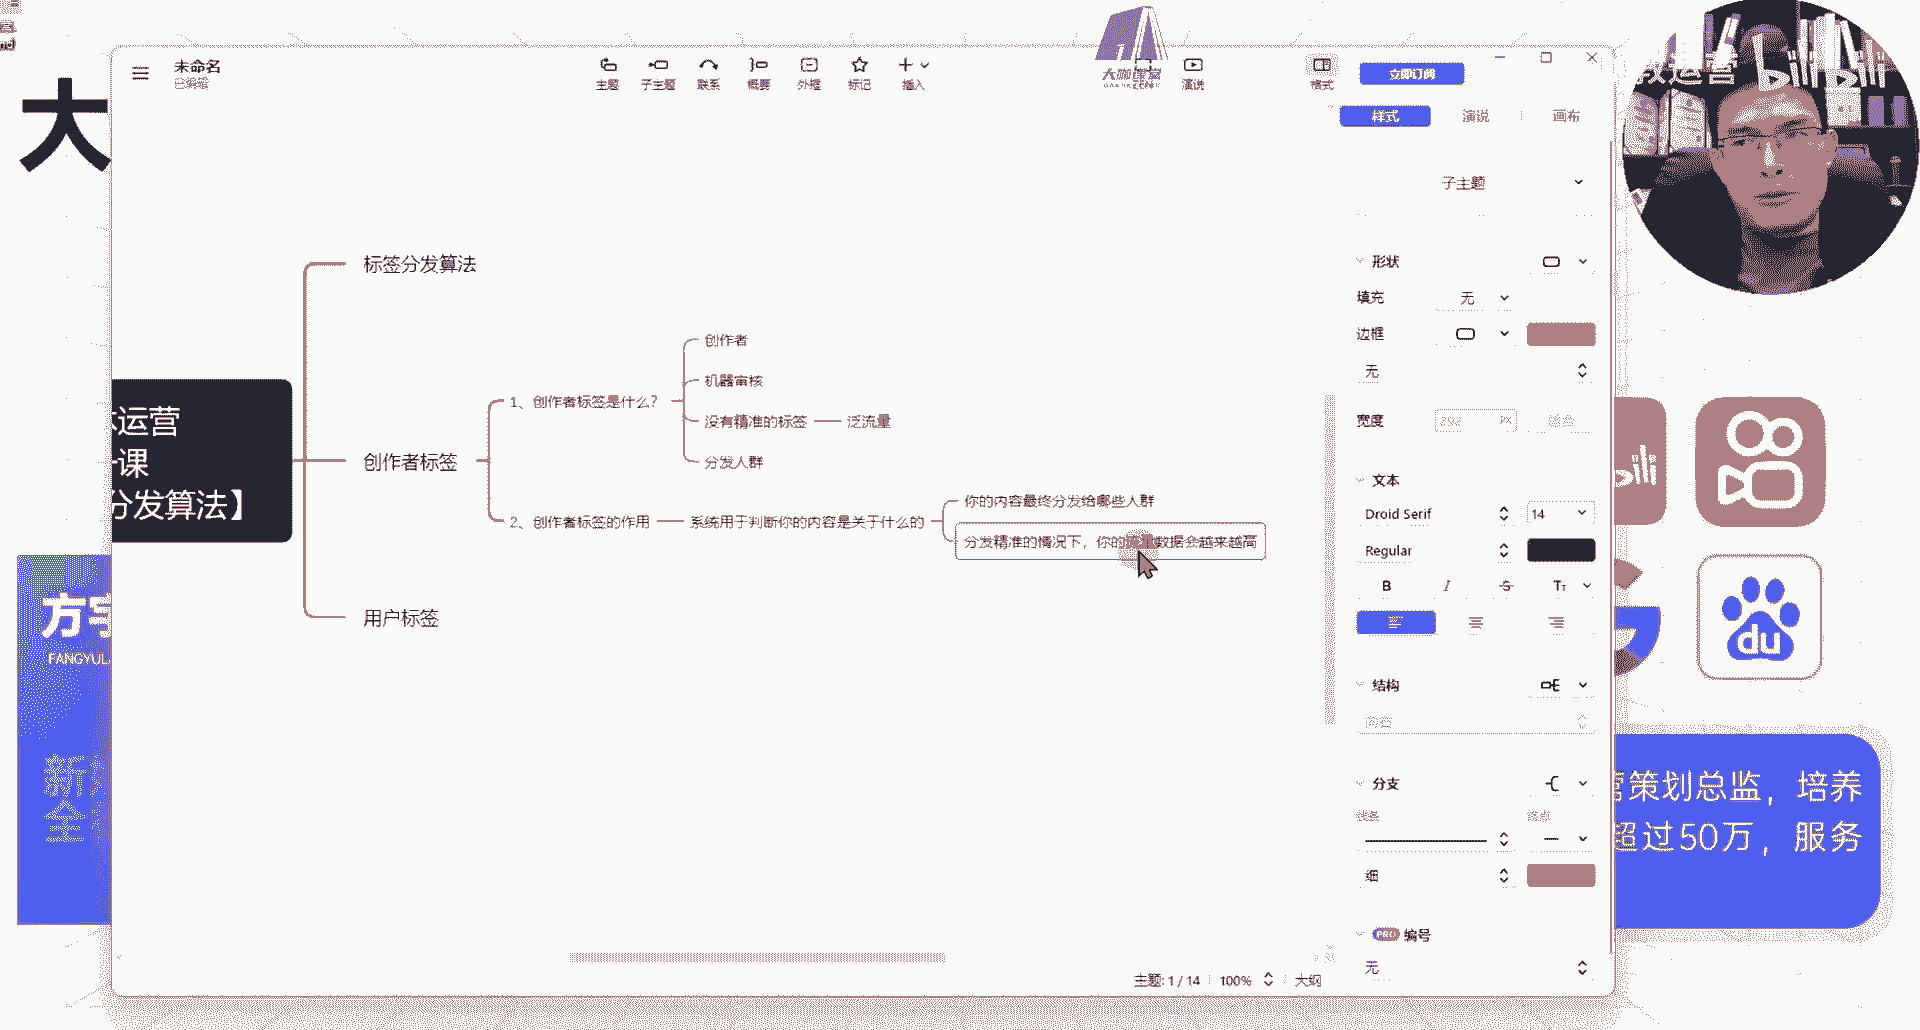 大
未命名
已编辑
主题
子主题
联系
概要
外框
标记
插入
大咖课堂
演说
格式
立即订阅
教运营
bilibili
样式
演说
画布
子主题
形状
填充
无
边框
无
宽度
292
PX
适合
文本
Droid Serif
14
Regular
B
I
S
结构
分支
线条
终点
细
PRO
编号
无
运营
课
分发算法】
标签分发算法
创作者标签
用户标签
1、创作者标签是什么?
创作者
机器审核
没有精准的标签
泛流量
分发人群
2、创作者标签的作用
系统用于判断你的内容是关于什么的
你的内容最终分发给哪些人群
分发精准的情况下，你的流量数据会越来越高
主题: 1 / 14
100%
大纲
方
FANGYU
新
全
du
策划总监，培养
超过50万，服务